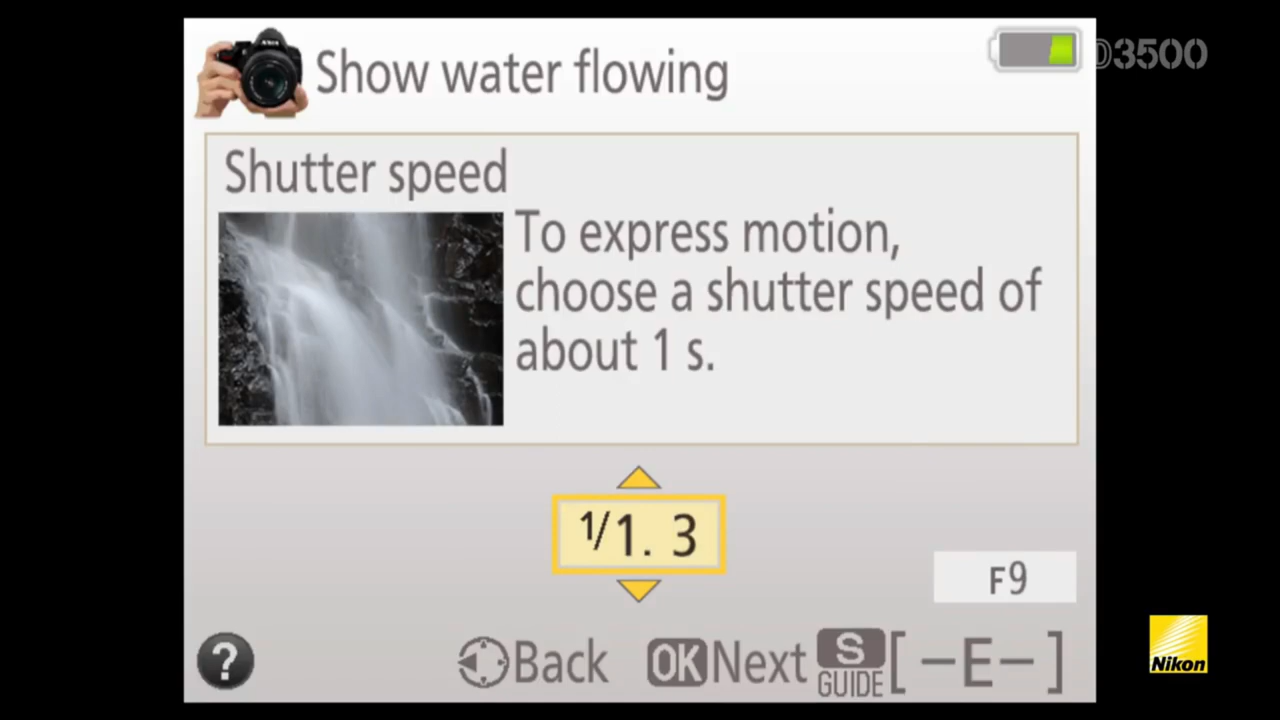 Show water flowing
D3500
Shutter speed
To express motion,
choose a shutter speed of
about 1 s.
1/1. 3
F9
? Back OK Next S GUIDE [–E–]
Nikon